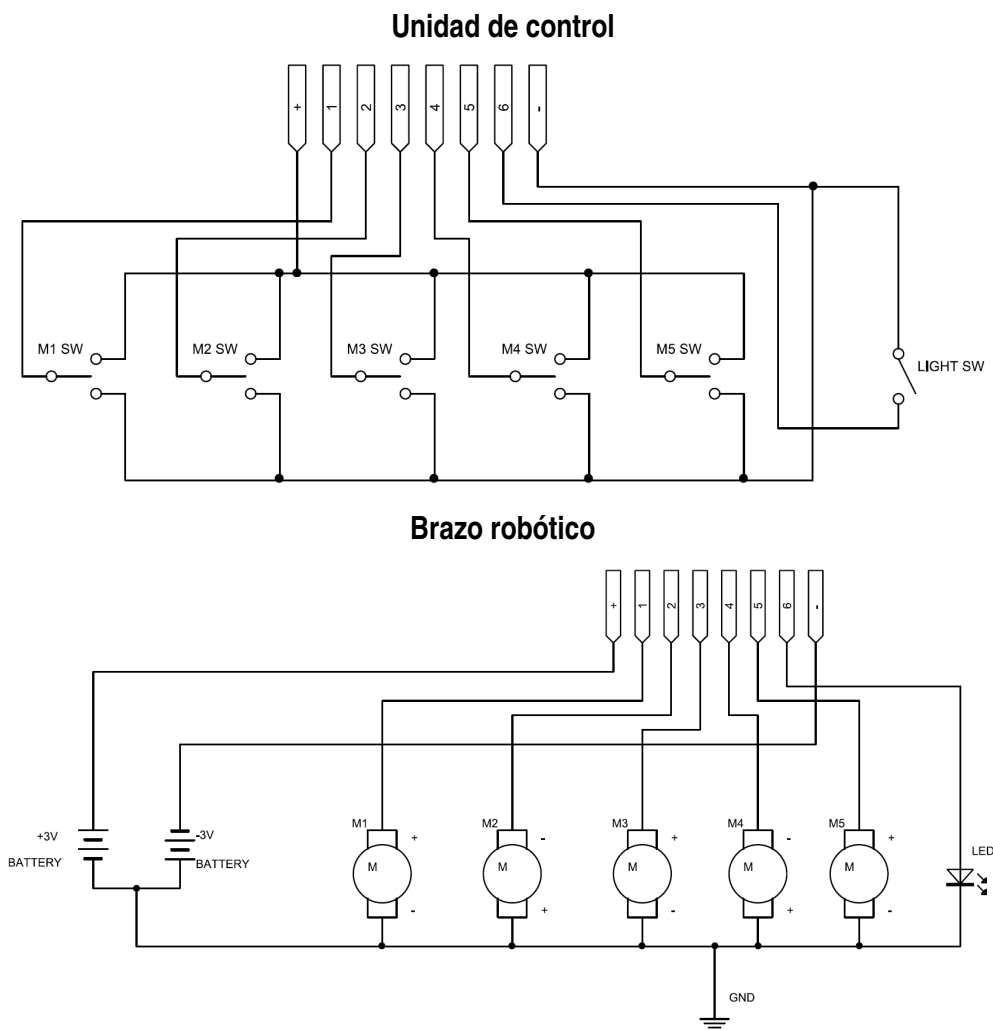 Unidad de control
+ 1 2 3 4 5 6 -
M1 SW M2 SW M3 SW M4 SW M5 SW
LIGHT SW
Brazo robótico
+ 1 2 3 4 5 6 -
+3V
BATTERY
-3V
BATTERY
M1 + M2 - M3 + M4 - M5 +
M M M M M
- + - + -
LED
GND